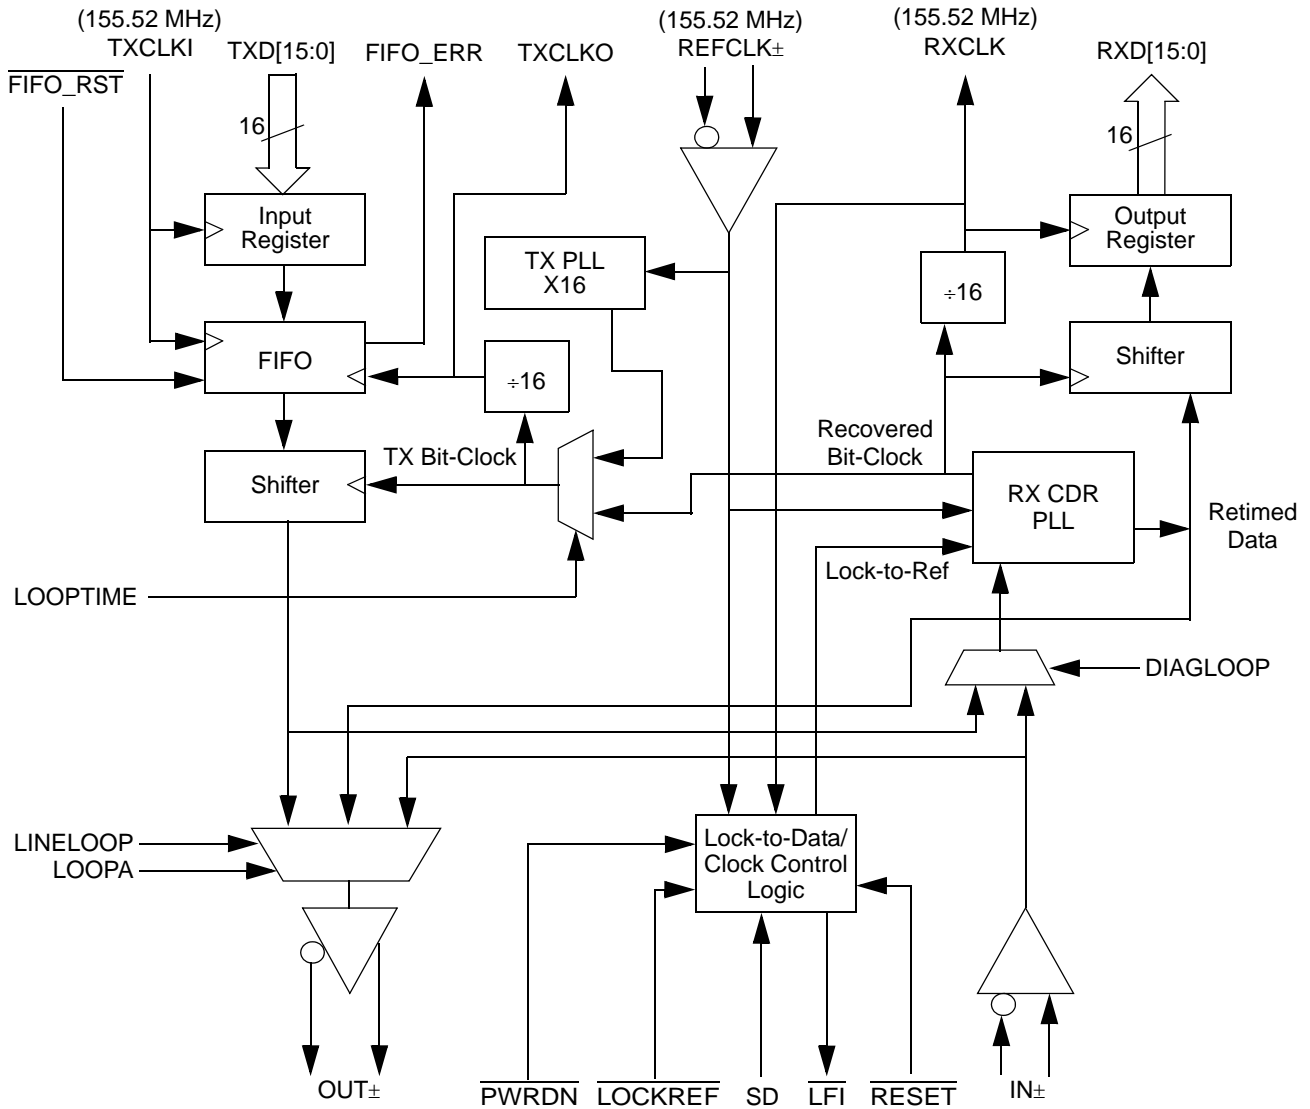 (155.52 MHz)
TXCLKI
TXD[15:0]
FIFO_ERR
TXCLKO
(155.52 MHz)
REFCLK±
(155.52 MHz)
RXCLK
RXD[15:0]
FIFO_RST
16
16
Input
Register
TX PLL
X16
÷16
Output
Register
FIFO
÷16
Shifter
Shifter
TX Bit-Clock
Recovered
Bit-Clock
RX CDR
PLL
Retimed
Data
Lock-to-Ref
LOOPTIME
DIAGLOOP
LINELOOP
LOOPA
Lock-to-Data/
Clock Control
Logic
OUT±
PWRDN
LOCKREF
SD
LFI
RESET
IN±